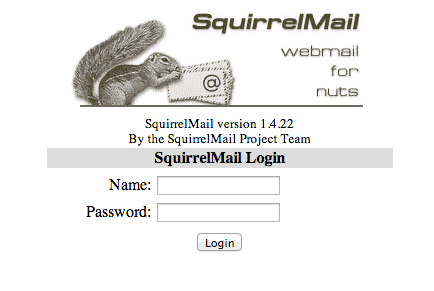 SquirrelMail
webmail
for
nuts
@
SquirrelMail version 1.4.22
By the SquirrelMail Project Team
SquirrelMail Login
Name:
Password:
Login